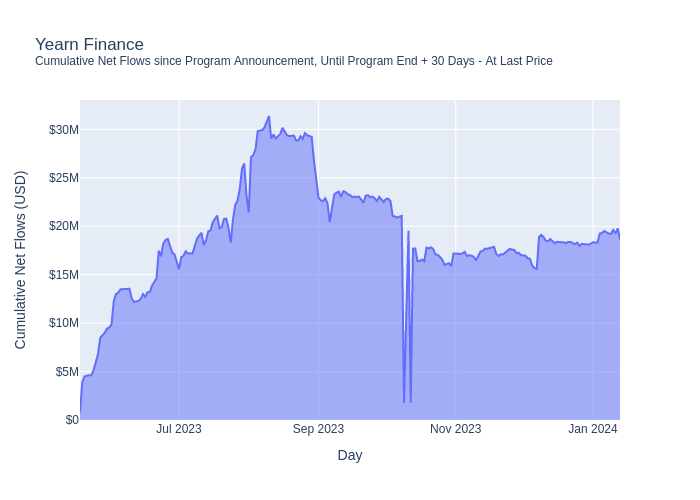 Yearn Finance
Cumulative Net Flows since Program Announcement, Until Program End + 30 Days - At Last Price
Cumulative Net Flows (USD)
$30M
$25M
$20M
$15M
$10M
$5M
$0
Jul 2023
Sep 2023
Nov 2023
Jan 2024
Day